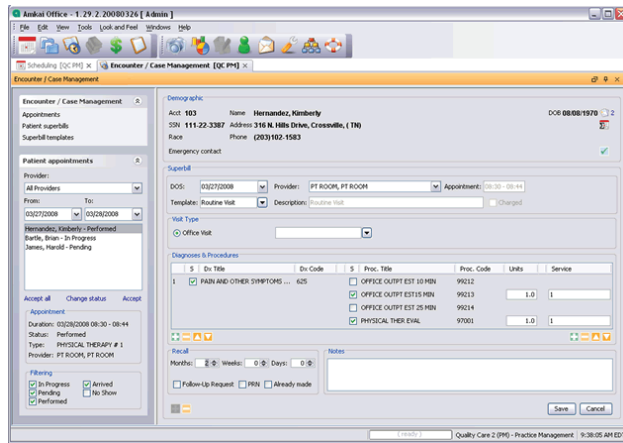 Amkai Office - 1.29.2.20080326 [ Admin ]
File Edit View Tools Look and Feel Windows Help
Scheduling [QC PM] × Encounter / Case Management [QC PM] ×
Encounter / Case Management
Encounter / Case Management
Appointments
Patient superbills
Superbill templates
Patient appointments
Provider:
All Providers
From: To:
03/27/2008 03/28/2008
Hernandez, Kimberly - Performed
Bartle, Brian - In Progress
James, Harold - Pending
Accept all Change status Accept
Appointment
Duration: 03/28/2008 08:30 - 08:44
Status: Performed
Type: PHYSICAL THERAPY # 1
Provider: PT ROOM, PT ROOM
Filtering
In Progress Arrived
Pending No Show
Performed
Demographic
Acct 103 Name Hernandez, Kimberly DOB 08/08/1970 2
SSN 111-22-3387 Address 316 N. Hills Drive, Crossville, ( TN)
Race Phone (203)102-1583
Emergency contact
Superbill
DOS: 03/27/2008 Provider: PT ROOM, PT ROOM Appointment: 08:30 - 08:44
Template: Routine Visit Description: Routine Visit Charged
Visit Type
Office Visit
Diagnoses & Procedures
S Dx Title Dx Code S Proc. Title Proc. Code Units Service
1 PAIN AND OTHER SYMPTOMS ... 625 OFFICE OUTPT EST 10 MIN 99212
OFFICE OUTPT EST15 MIN 99213 1.0 1
OFFICE OUTPT EST 25 MIN 99214
PHYSICAL THER EVAL 97001 1.0 1
Recall
Months: 2 Weeks: 0 Days: 0
Follow-Up Request PRN Already made
Notes
Save Cancel
( ready ) Quality Care 2 (PM) - Practice Management 9:38:05 AM EDT